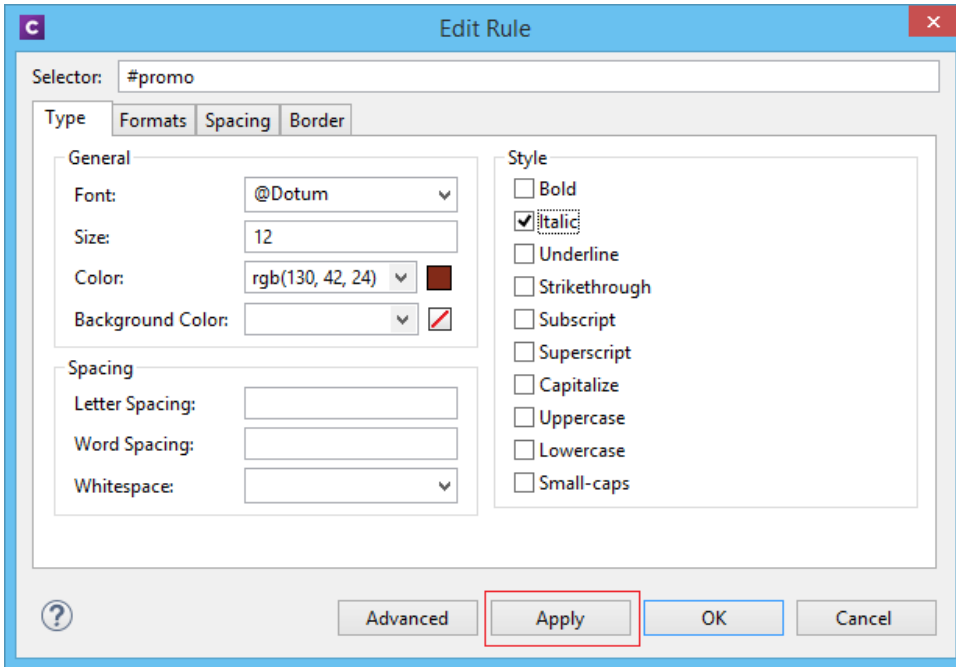 C
Edit Rule
Selector: #promo
Type Formats Spacing Border
General
Font: @Dotum
Size: 12
Color: rgb(130, 42, 24)
Background Color:
Spacing
Letter Spacing:
Word Spacing:
Whitespace:
Style
Bold
Italic
Underline
Strikethrough
Subscript
Superscript
Capitalize
Uppercase
Lowercase
Small-caps
? Advanced Apply OK Cancel